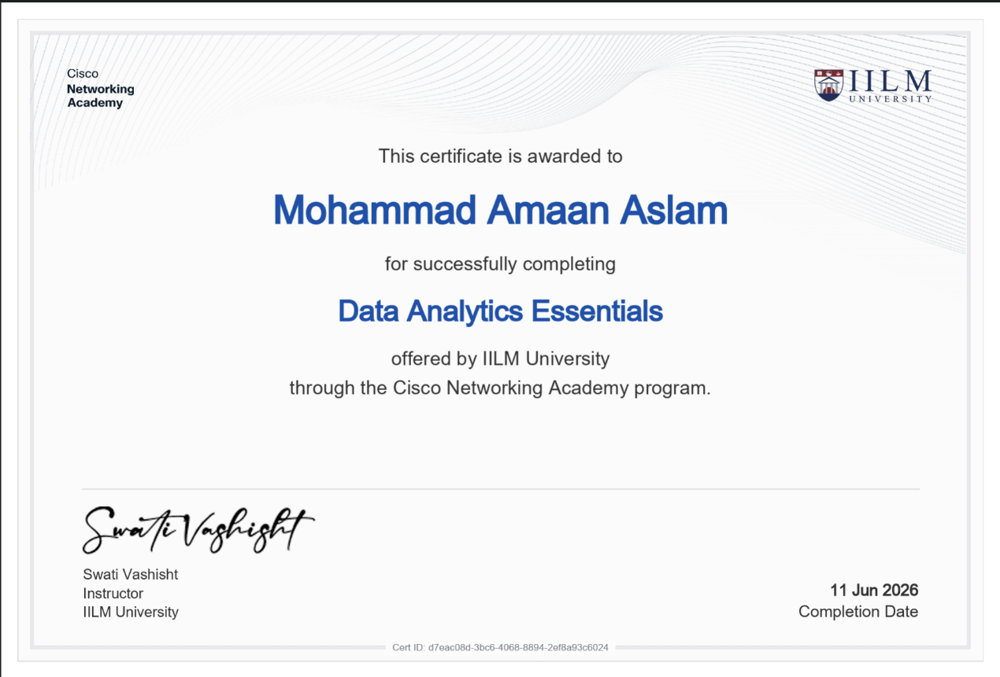 Cisco
Networking
Academy
IILM
UNIVERSITY
This certificate is awarded to
Mohammad Amaan Aslam
for successfully completing
Data Analytics Essentials
offered by IILM University
through the Cisco Networking Academy program.
Swati Vashisht
Swati Vashisht
Instructor
IILM University
11 Jun 2026
Completion Date
Cert ID: d7eac08d-3bc6-4068-8894-2ef8a93c6024